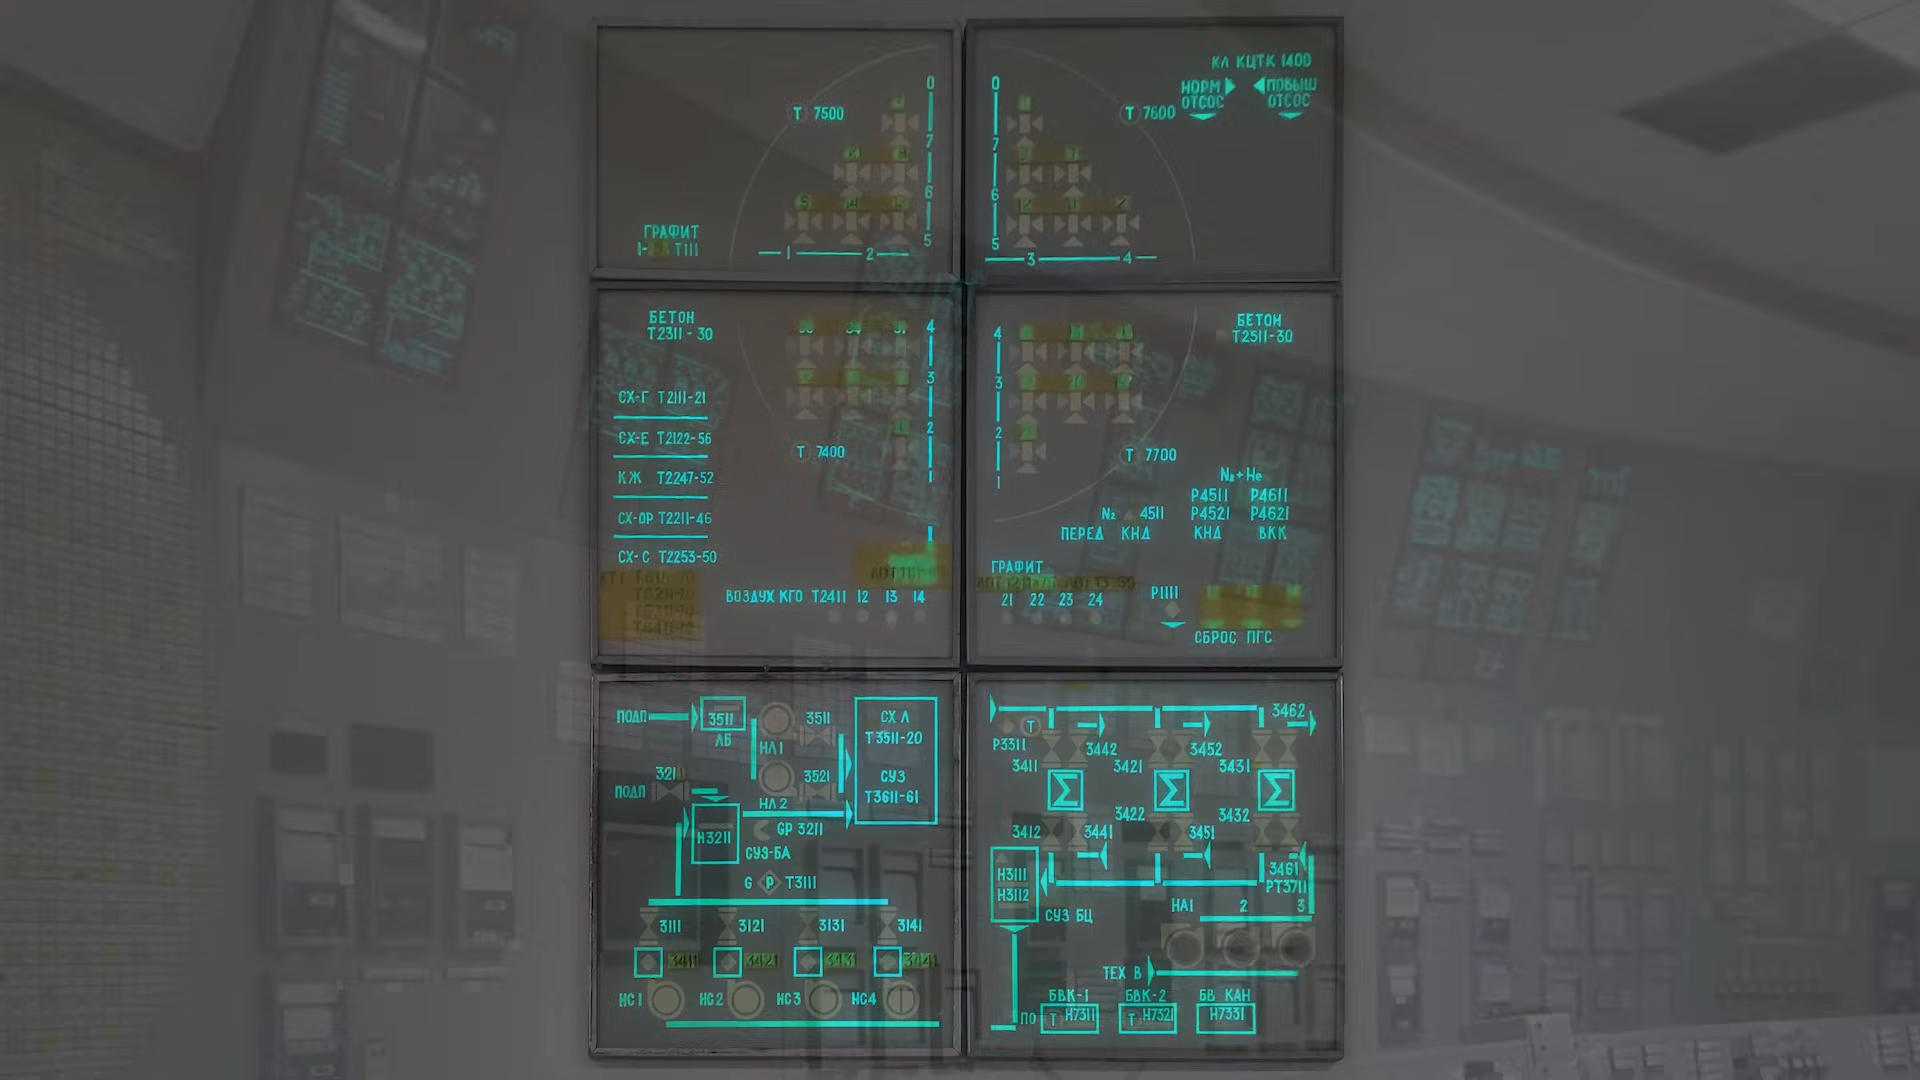 КЛ КЦТК 1400
НОРМ ОТСОС
ПОВЫШ ОТСОС
Т 7500
0
7
6
5
ГРАФИТ
Т111
1
2
0
7
6
5
Т 7600
3
4
БЕТОН
Т2311-30
СХ-Г Т2111-21
СХ-Е Т2122-56
КЖ Т2247-52
СХ-ОР Т2211-46
СХ-С Т2253-50
4
3
2
1
Т 7400
ВОЗДУХ КГО Т2411 12 13 14
БЕТОН
Т2511-30
4
3
2
1
Т 7700
N₂+He
Р4511 Р4611
N₂ 4511 Р4521 Р4621
ПЕРЕД КНД КНД ВКК
ГРАФИТ
21 22 23 24
Р1111
СБРОС ПГС
ПОДП 3511 3511
ЛБ
НЛ1
3521
СХ Л
Т3511-20
СУЗ
Т3611-61
ПОДП
НЛ2
GР 3211
Н3211
СУЗ-БА
G Р Т3111
3111 3121 3131 3141
НС1 НС2 НС3 НС4
3462
Т
Р3311
3442 3452
3411 3421 3431
Σ Σ Σ
3422 3432
3412 3441 3451
3461
РТ3711
Н3111
Н3112
СУЗ БЦ
НА1 2 3
ТЕХ В
БВК-1 БВК-2 БВ КАН
ПО Т Н7311 Т Н7321 Н7331